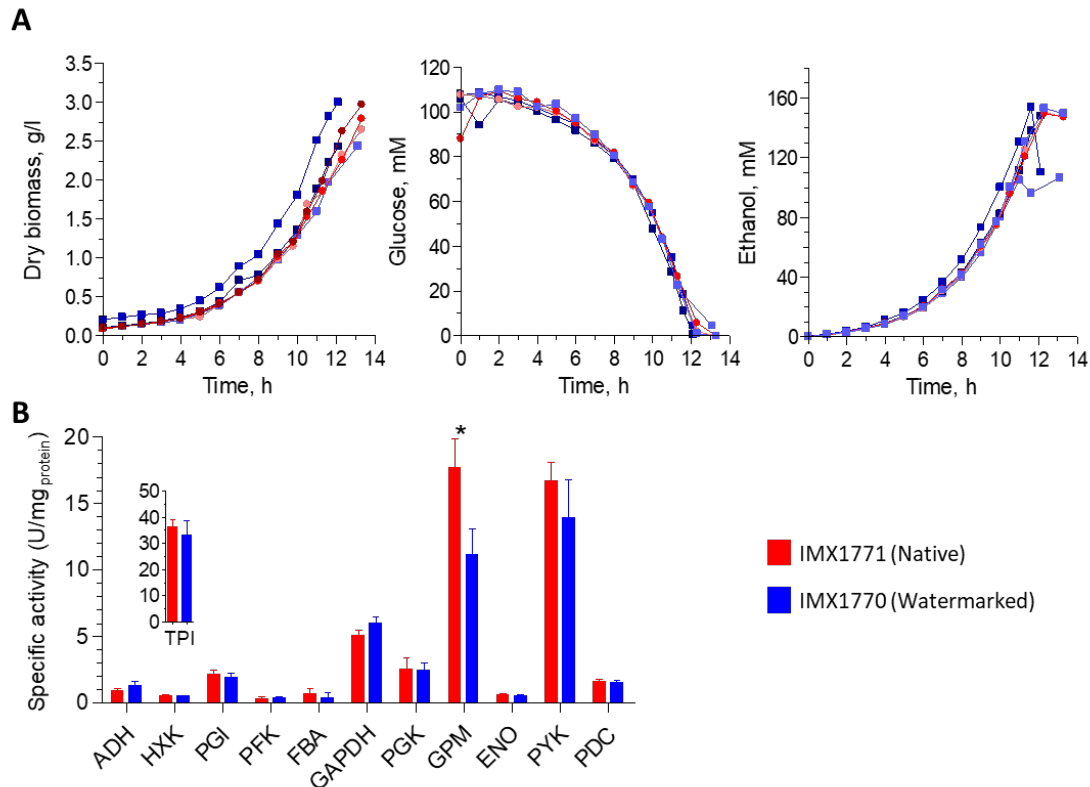 A
Dry biomass, g/l
3.5
3.0
2.5
2.0
1.5
1.0
0.5
0.0
0 2 4 6 8 10 12 14
Time, h
Glucose, mM
120
100
80
60
40
20
0
0 2 4 6 8 10 12 14
Time, h
Ethanol, mM
160
120
80
40
0
0 2 4 6 8 10 12 14
Time, h
B
Specific activity (U/mg protein)
20
15
10
5
0
50
40
30
20
10
0
TPI
*
ADH
HXK
PGI
PFK
FBA
GAPDH
PGK
GPM
ENO
PYK
PDC
IMX1771 (Native)
IMX1770 (Watermarked)